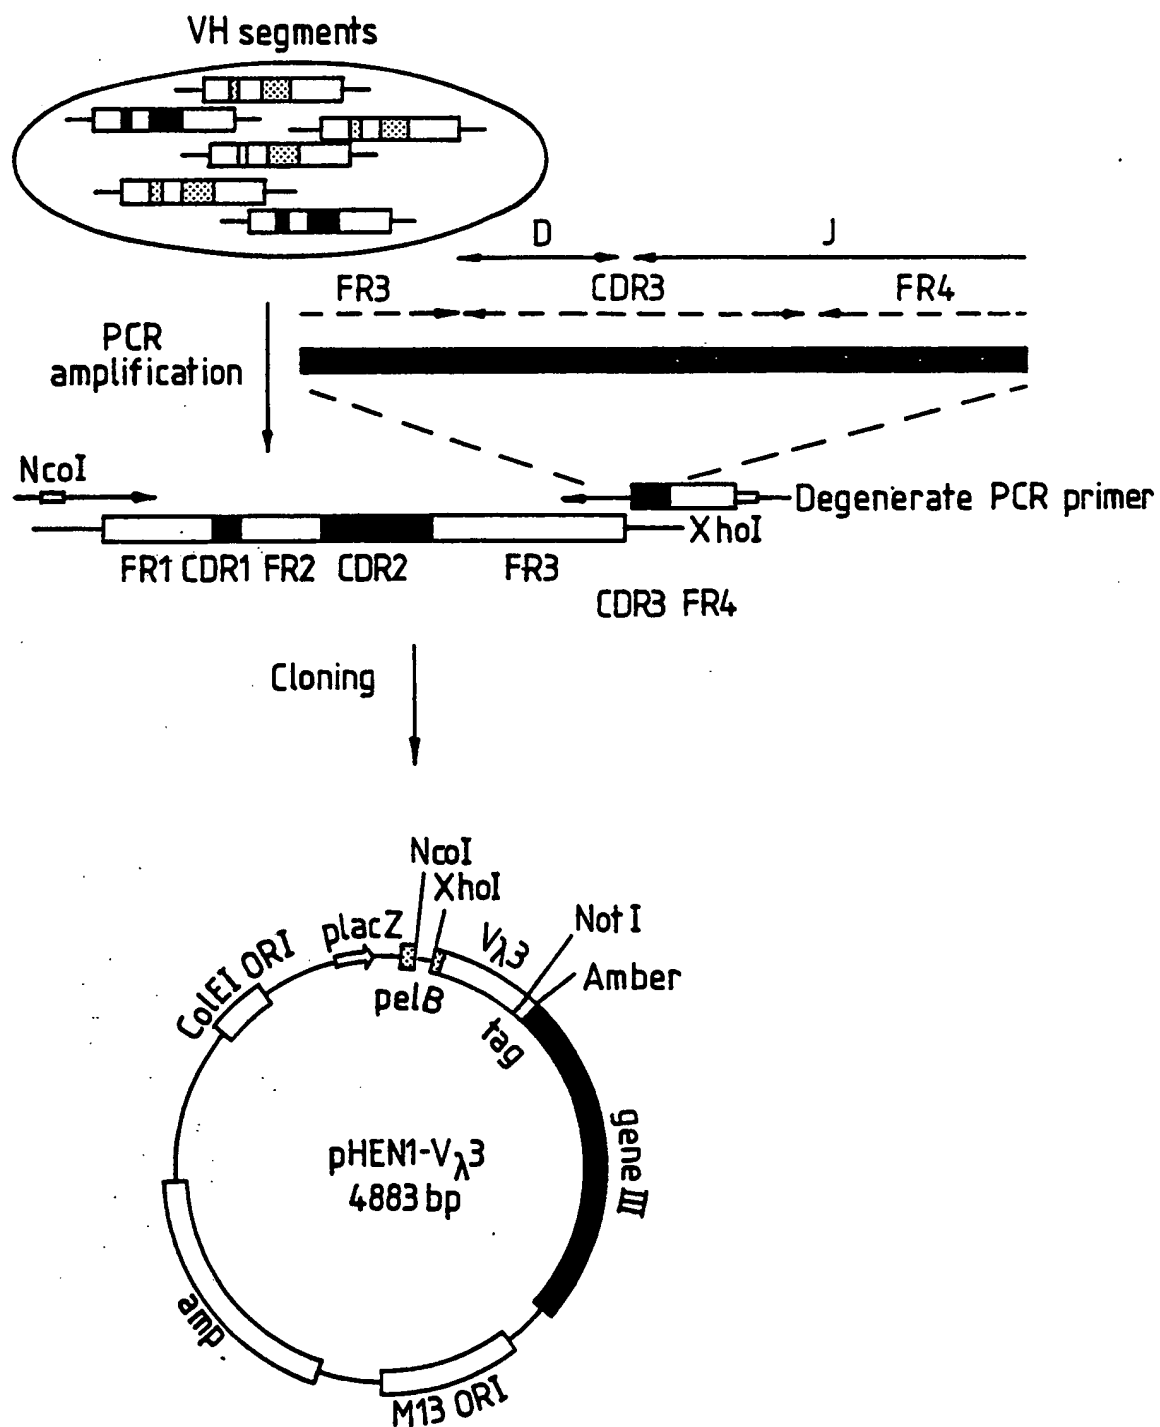 VH segments
D
J
FR3
CDR3
FR4
PCR
amplification
NcoI
Degenerate PCR primer
XhoI
FR1 CDR1 FR2 CDR2 FR3
CDR3 FR4
Cloning
NcoI
XhoI
placZ
Vλ3
Not I
Amber
ColEI ORI
pelB
tag
gene III
pHEN1-Vλ3
4883 bp
amp
M13 ORI